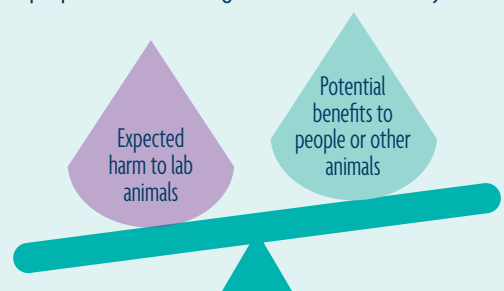 Expected
harm to lab
animals
Potential
benefits to
people or other
animals